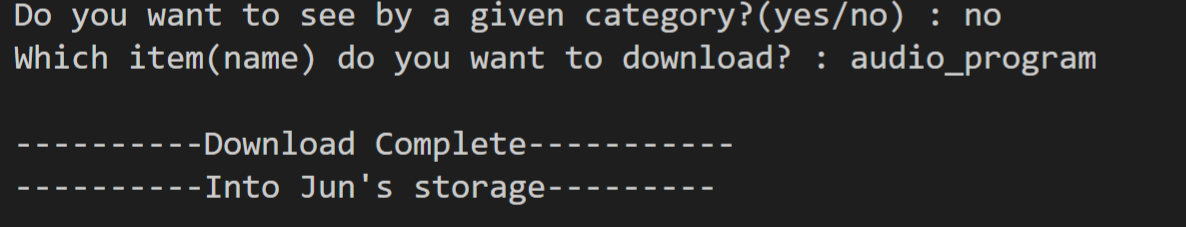 Do you want to see by a given category?(yes/no) : no
Which item(name) do you want to download? : audio_program
----------Download Complete-----------
----------Into Jun's storage---------